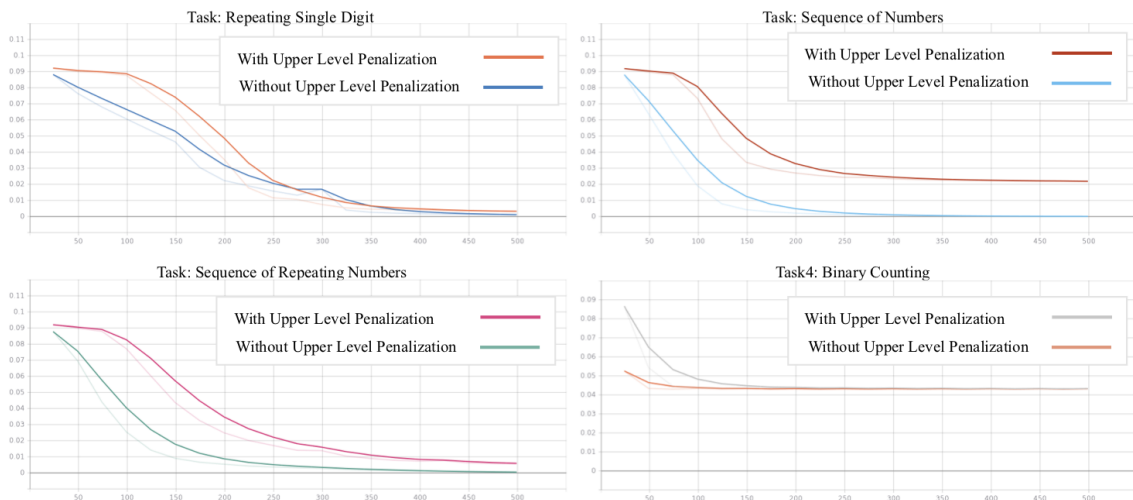 Task: Repeating Single Digit
0.11
0.1
0.09
0.08
0.07
0.06
0.05
0.04
0.03
0.02
0.01
0
With Upper Level Penalization
Without Upper Level Penalization
50 100 150 200 250 300 350 400 450 500
Task: Sequence of Numbers
0.11
0.1
0.09
0.08
0.07
0.06
0.05
0.04
0.03
0.02
0.01
0
With Upper Level Penalization
Without Upper Level Penalization
50 100 150 200 250 300 350 400 450 500
Task: Sequence of Repeating Numbers
0.11
0.1
0.09
0.08
0.07
0.06
0.05
0.04
0.03
0.02
0.01
0
With Upper Level Penalization
Without Upper Level Penalization
50 100 150 200 250 300 350 400 450 500
Task4: Binary Counting
0.09
0.08
0.07
0.06
0.05
0.04
0.03
0.02
0.01
0
With Upper Level Penalization
Without Upper Level Penalization
50 100 150 200 250 300 350 400 450 500